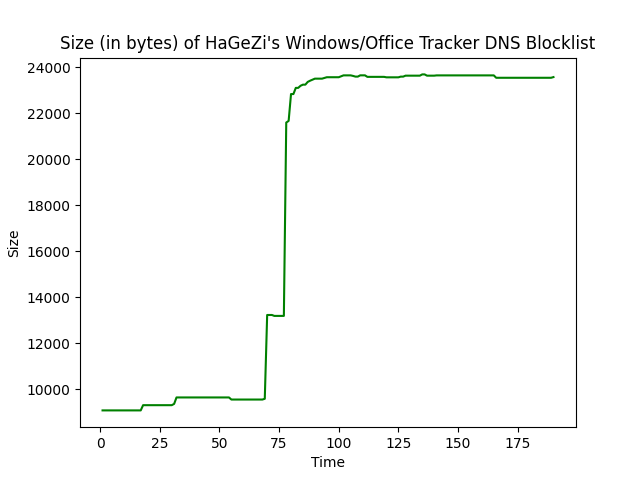 Size (in bytes) of HaGeZi's Windows/Office Tracker DNS Blocklist
24000
22000
20000
18000
16000
14000
12000
10000
Size
0 25 50 75 100 125 150 175
Time